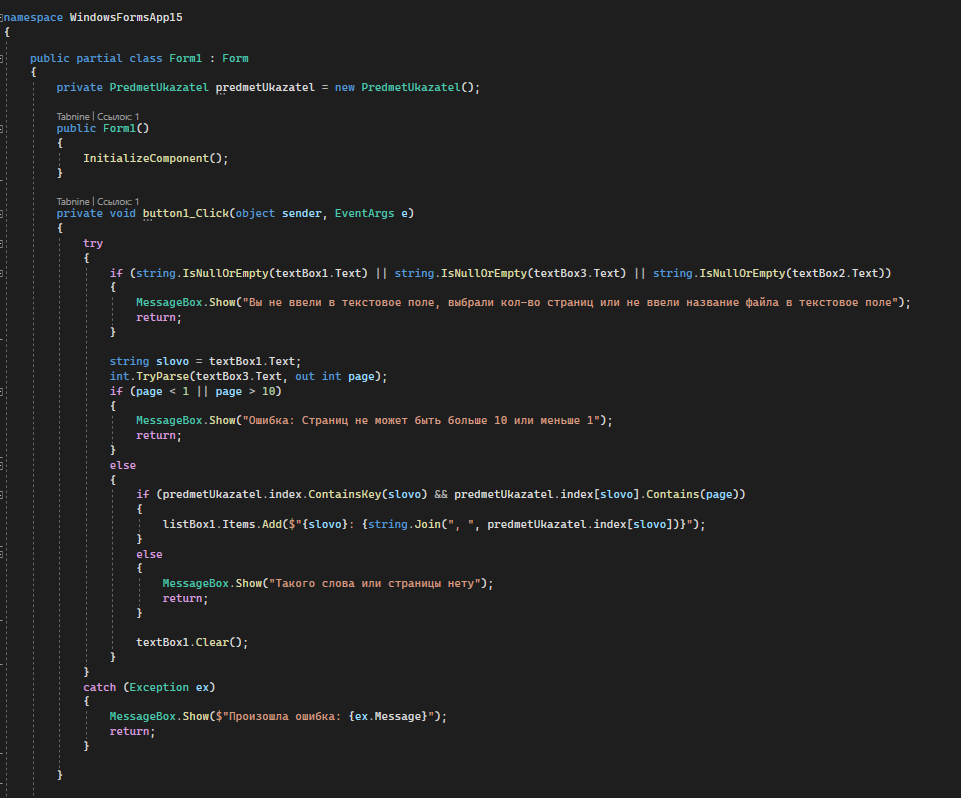 namespace WindowsFormsApp15
{
public partial class Form1 : Form
{
private PredmetUkazatel predmetUkazatel = new PredmetUkazatel();
Tabnine | Ссылок: 1
public Form1()
{
InitializeComponent();
}
Tabnine | Ссылок: 1
private void button1_Click(object sender, EventArgs e)
{
try
{
if (string.IsNullOrEmpty(textBox1.Text) || string.IsNullOrEmpty(textBox3.Text) || string.IsNullOrEmpty(textBox2.Text))
{
MessageBox.Show("Вы не ввели в текстовое поле, выбрали кол-во страниц или не ввели название файла в текстовое поле");
return;
}
string slovo = textBox1.Text;
int.TryParse(textBox3.Text, out int page);
if (page < 1 || page > 10)
{
MessageBox.Show("Ошибка: Страниц не может быть больше 10 или меньше 1");
return;
}
else
{
if (predmetUkazatel.index.ContainsKey(slovo) && predmetUkazatel.index[slovo].Contains(page))
{
listBox1.Items.Add($"{slovo}: {string.Join(", ", predmetUkazatel.index[slovo])}");
}
else
{
MessageBox.Show("Такого слова или страницы нету");
return;
}
textBox1.Clear();
}
}
catch (Exception ex)
{
MessageBox.Show($"Произошла ошибка: {ex.Message}");
return;
}
}